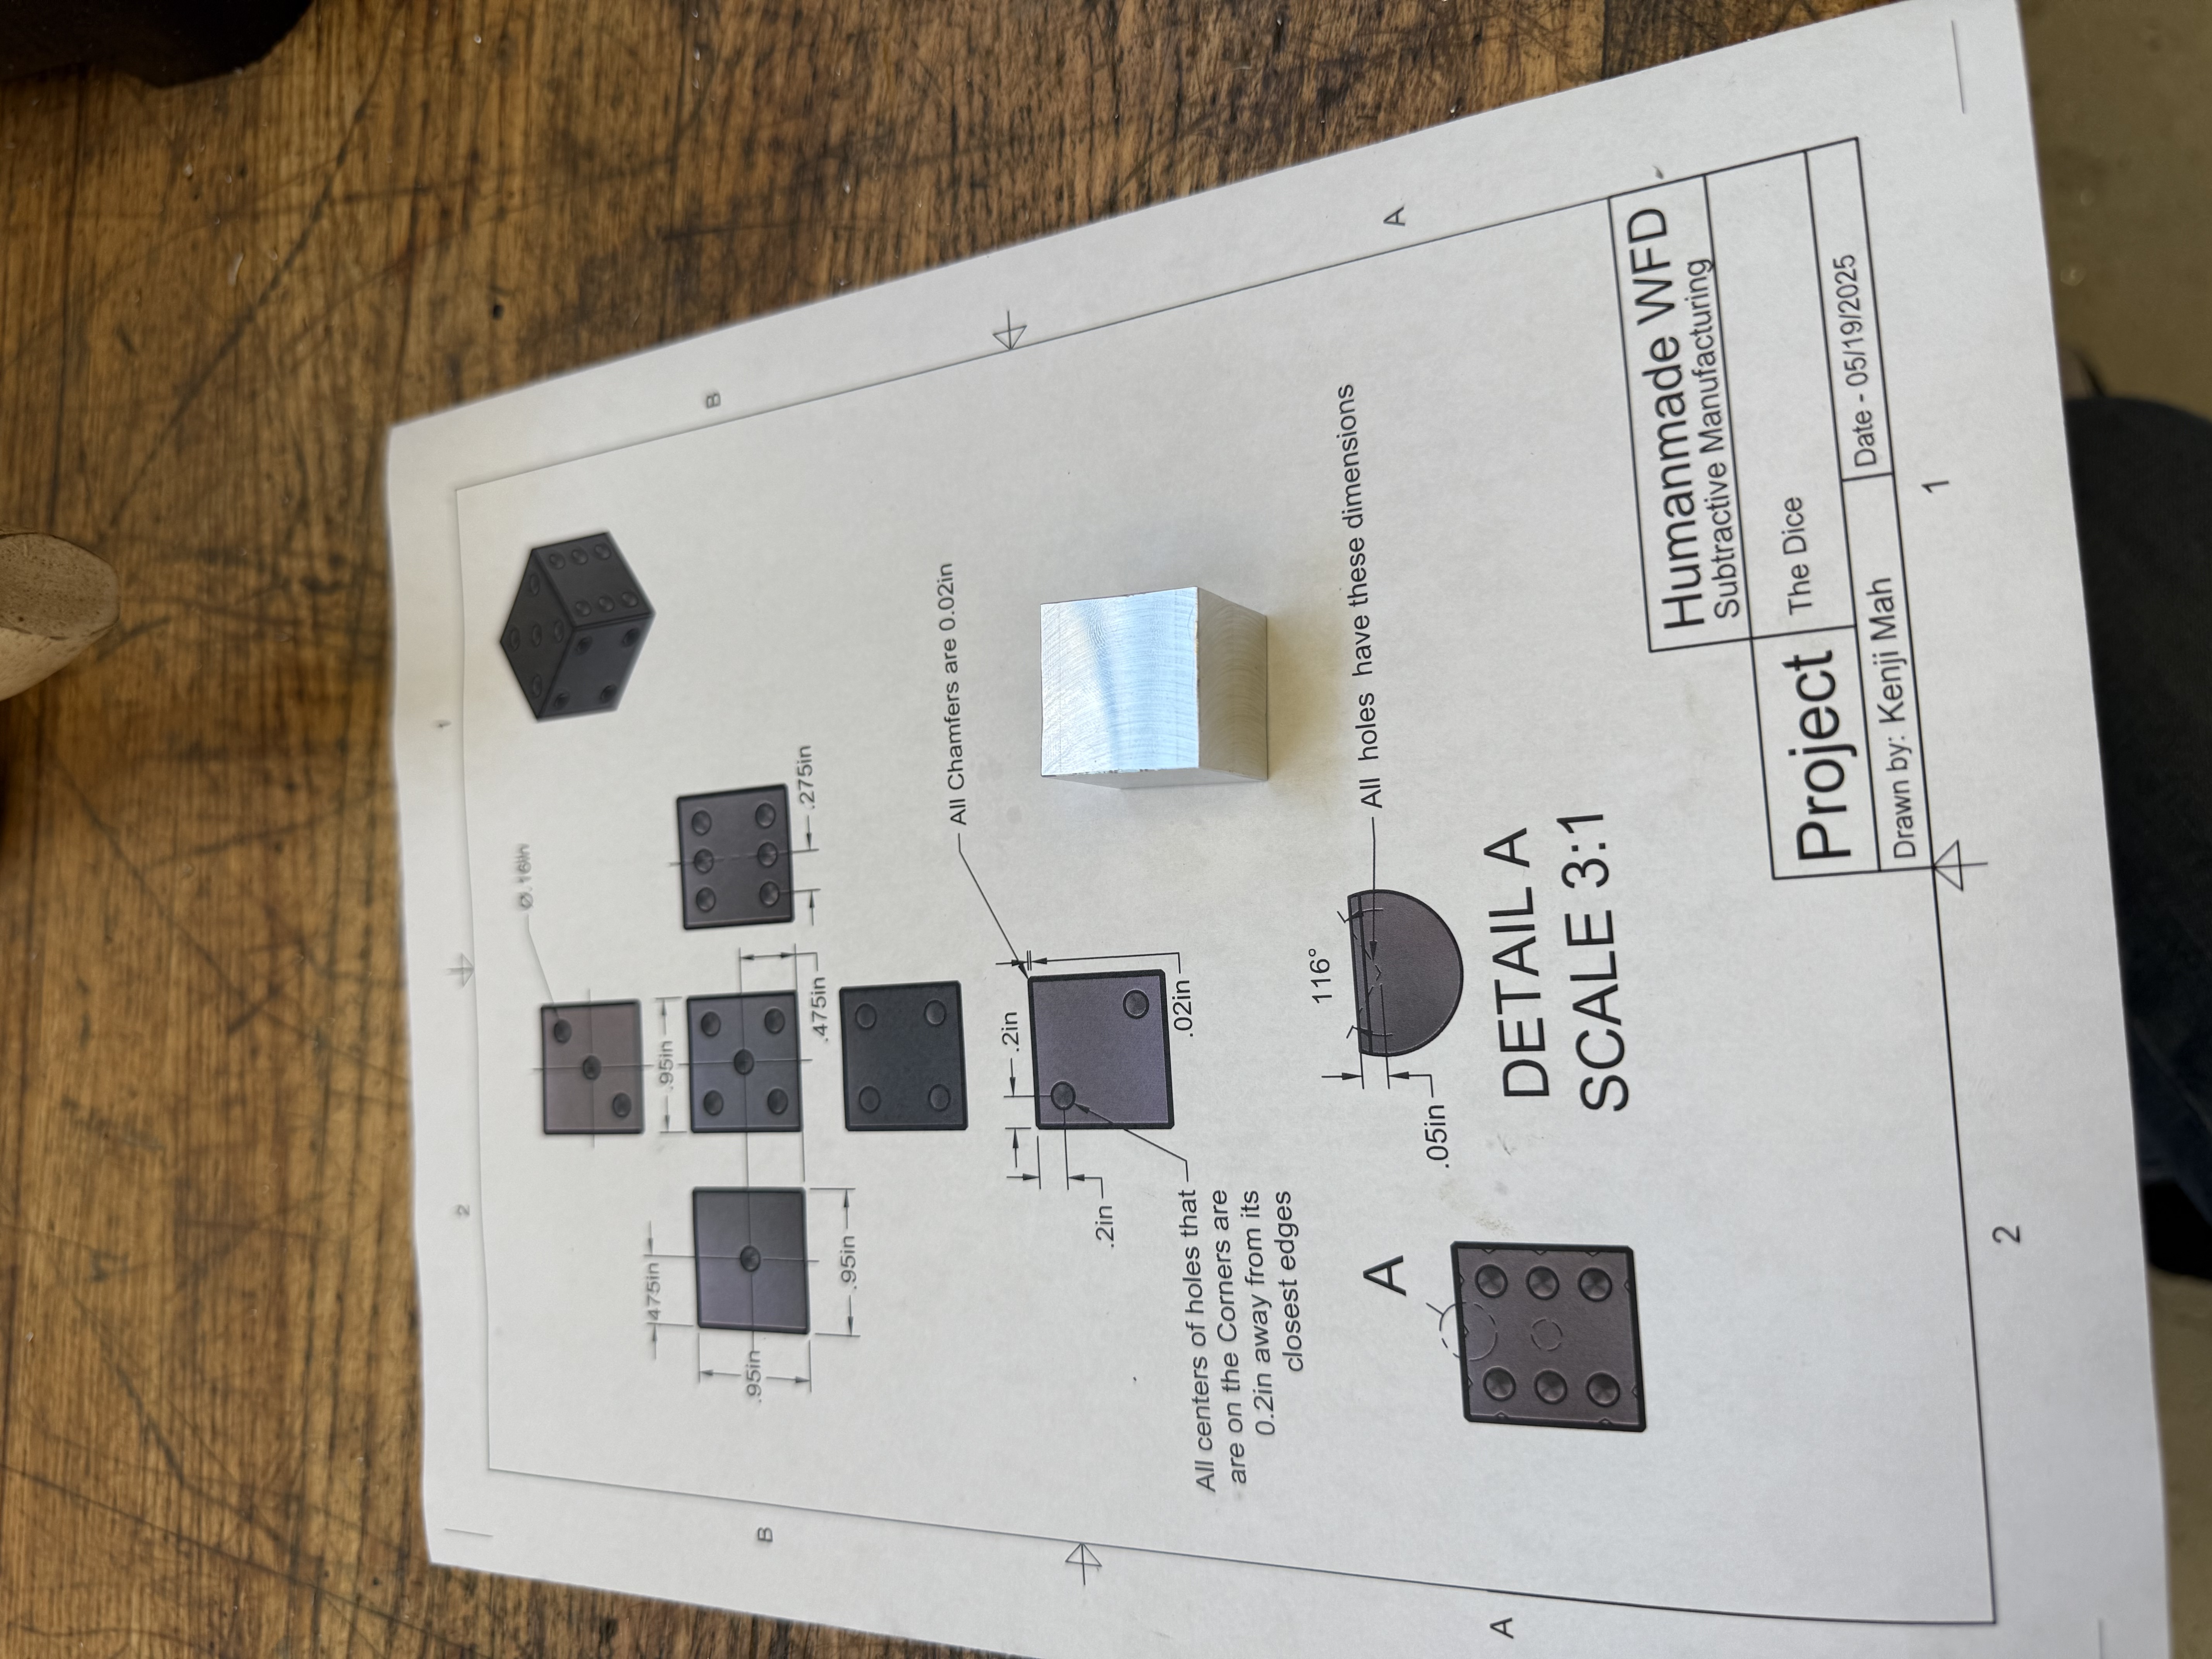 2
1
Ø.16in
.475in
.95in
.95in
B
B
.95in
.475in
.275in
.95in
All Chamfers are 0.02in
.2in
.2in
.02in
All centers of holes that
are on the Corners are
0.2in away from its
closest edges
116°
All holes have these dimensions
A
A
.05in
A
DETAIL A
SCALE 3:1
Humanmade WFD
Subtractive Manufacturing
Project
The Dice
Drawn by: Kenji Mah
Date - 05/19/2025
1
2